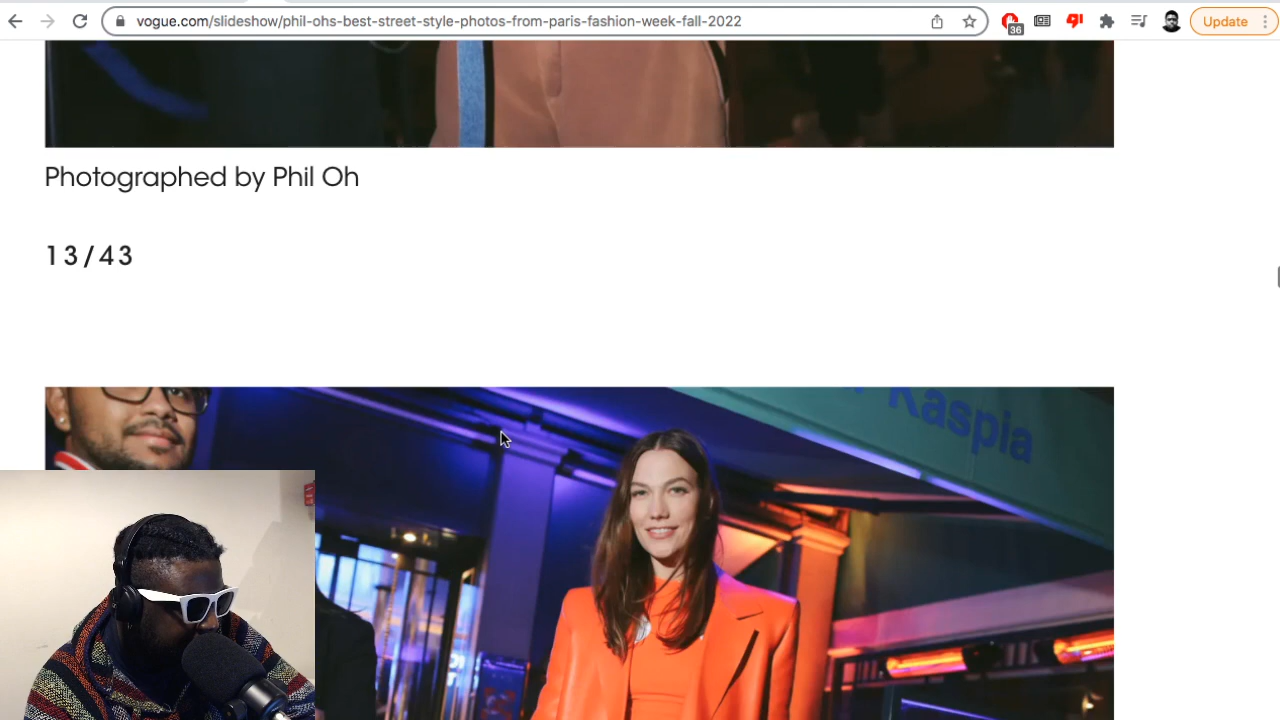 vogue.com/slideshow/phil-ohs-best-street-style-photos-from-paris-fashion-week-fall-2022
36
Update
Photographed by Phil Oh
13/43
Kaspia